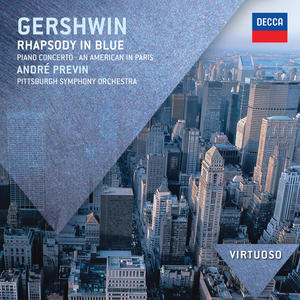 GERSHWIN
DECCA
RHAPSODY IN BLUE
PIANO CONCERTO · AN AMERICAN IN PARIS
ANDRÉ PREVIN
PITTSBURGH SYMPHONY ORCHESTRA
VIRTUOSO